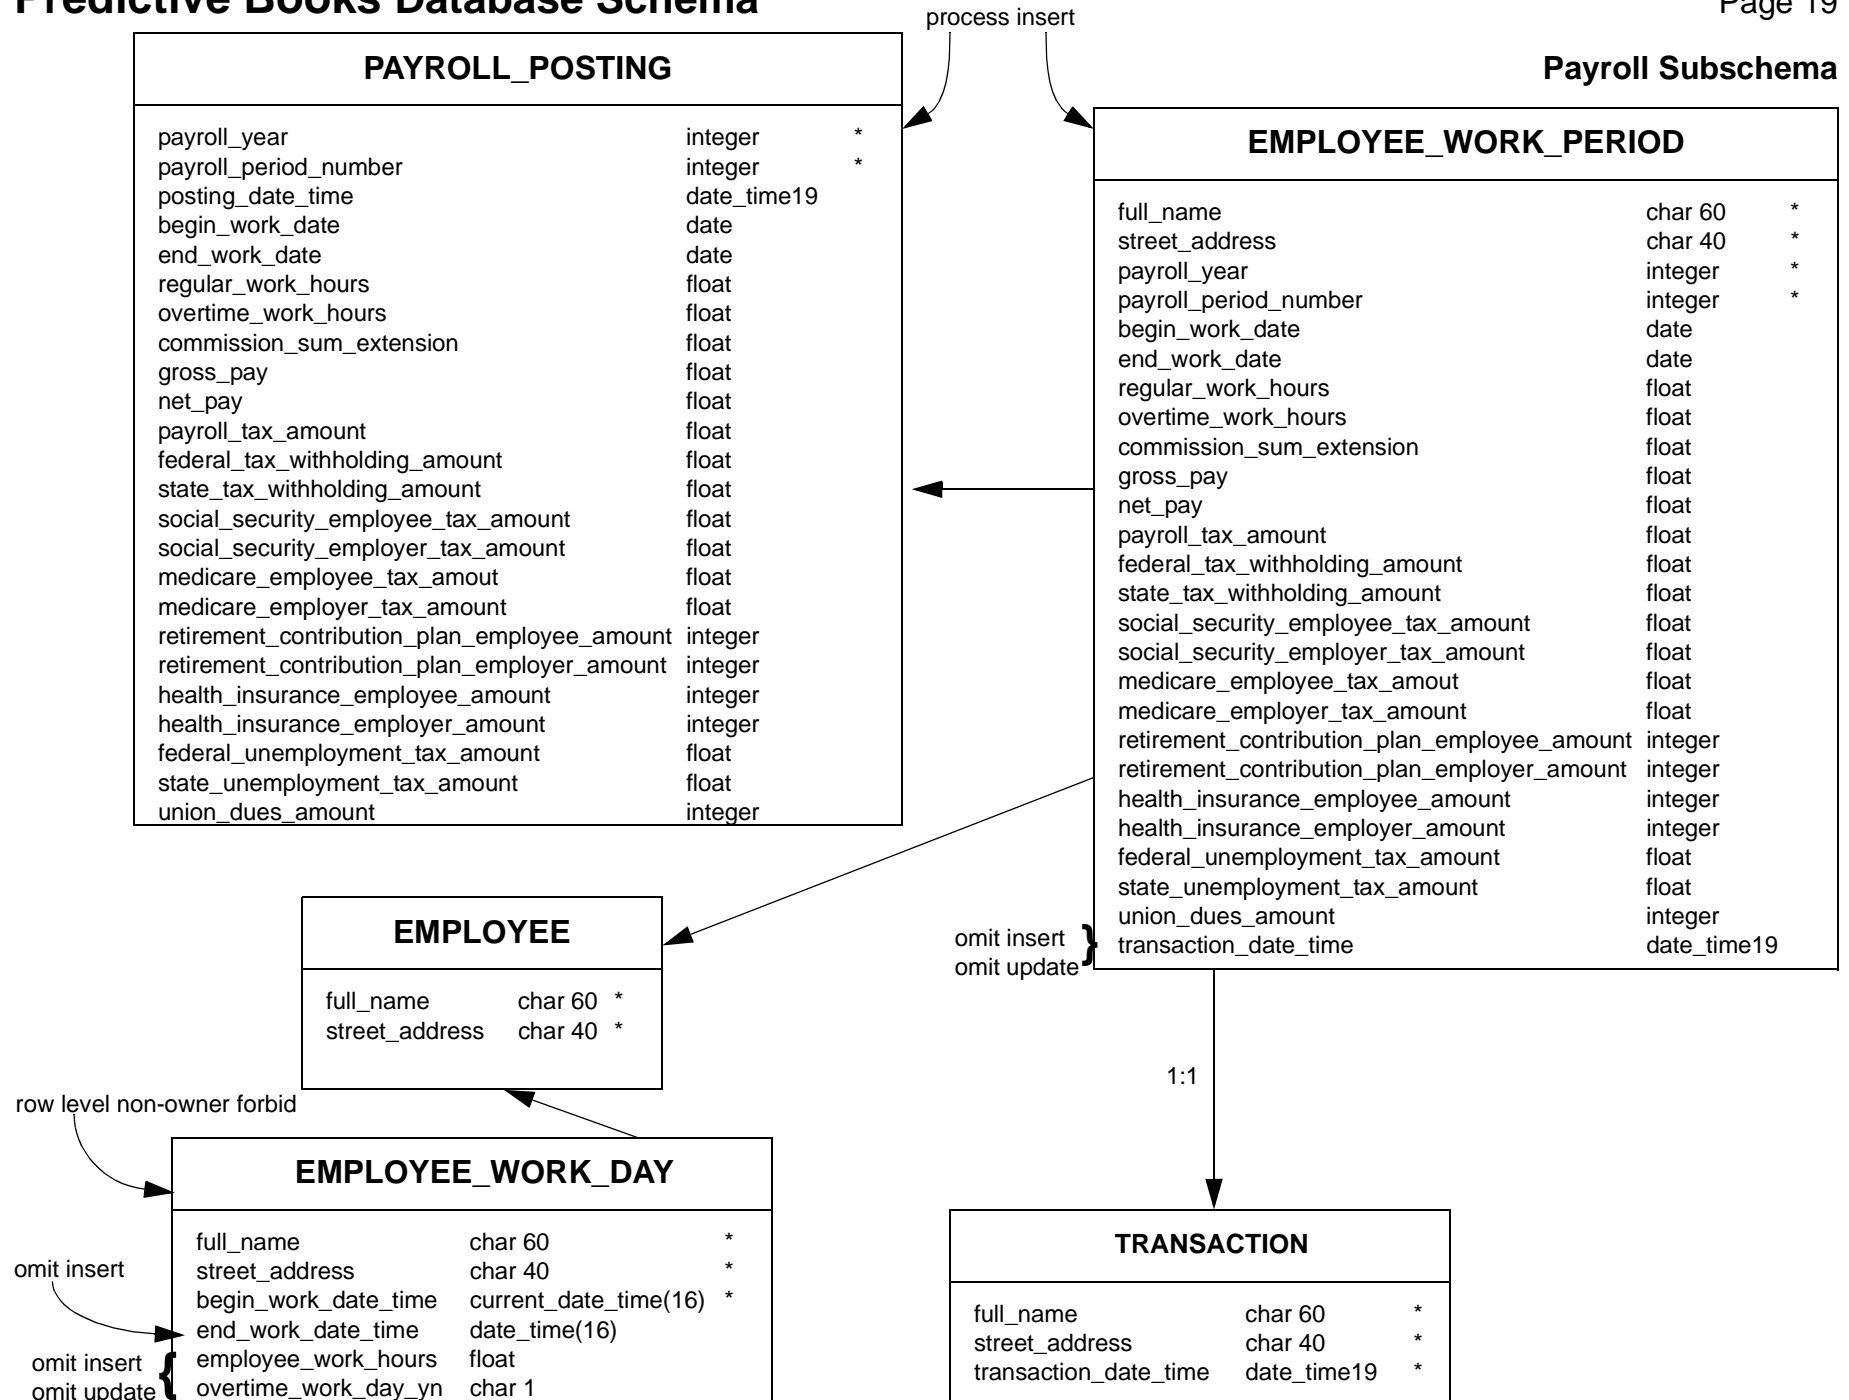 Predictive Books Database Schema
Page 19
process insert
Payroll Subschema
PAYROLL_POSTING
payroll_year integer *
payroll_period_number integer *
posting_date_time date_time19
begin_work_date date
end_work_date date
regular_work_hours float
overtime_work_hours float
commission_sum_extension float
gross_pay float
net_pay float
payroll_tax_amount float
federal_tax_withholding_amount float
state_tax_withholding_amount float
social_security_employee_tax_amount float
social_security_employer_tax_amount float
medicare_employee_tax_amout float
medicare_employer_tax_amount float
retirement_contribution_plan_employee_amount integer
retirement_contribution_plan_employer_amount integer
health_insurance_employee_amount integer
health_insurance_employer_amount integer
federal_unemployment_tax_amount float
state_unemployment_tax_amount float
union_dues_amount integer
EMPLOYEE_WORK_PERIOD
full_name char 60 *
street_address char 40 *
payroll_year integer *
payroll_period_number integer *
begin_work_date date
end_work_date date
regular_work_hours float
overtime_work_hours float
commission_sum_extension float
gross_pay float
net_pay float
payroll_tax_amount float
federal_tax_withholding_amount float
state_tax_withholding_amount float
social_security_employee_tax_amount float
social_security_employer_tax_amount float
medicare_employee_tax_amout float
medicare_employer_tax_amount float
retirement_contribution_plan_employee_amount integer
retirement_contribution_plan_employer_amount integer
health_insurance_employee_amount integer
health_insurance_employer_amount integer
federal_unemployment_tax_amount float
state_unemployment_tax_amount float
union_dues_amount integer
transaction_date_time date_time19
omit insert
omit update }
EMPLOYEE
full_name char 60 *
street_address char 40 *
1:1
row level non-owner forbid
EMPLOYEE_WORK_DAY
full_name char 60 *
street_address char 40 *
begin_work_date_time current_date_time(16) *
end_work_date_time date_time(16)
employee_work_hours float
overtime_work_day_yn char 1
omit insert
omit insert
omit update {
TRANSACTION
full_name char 60 *
street_address char 40 *
transaction_date_time date_time19 *